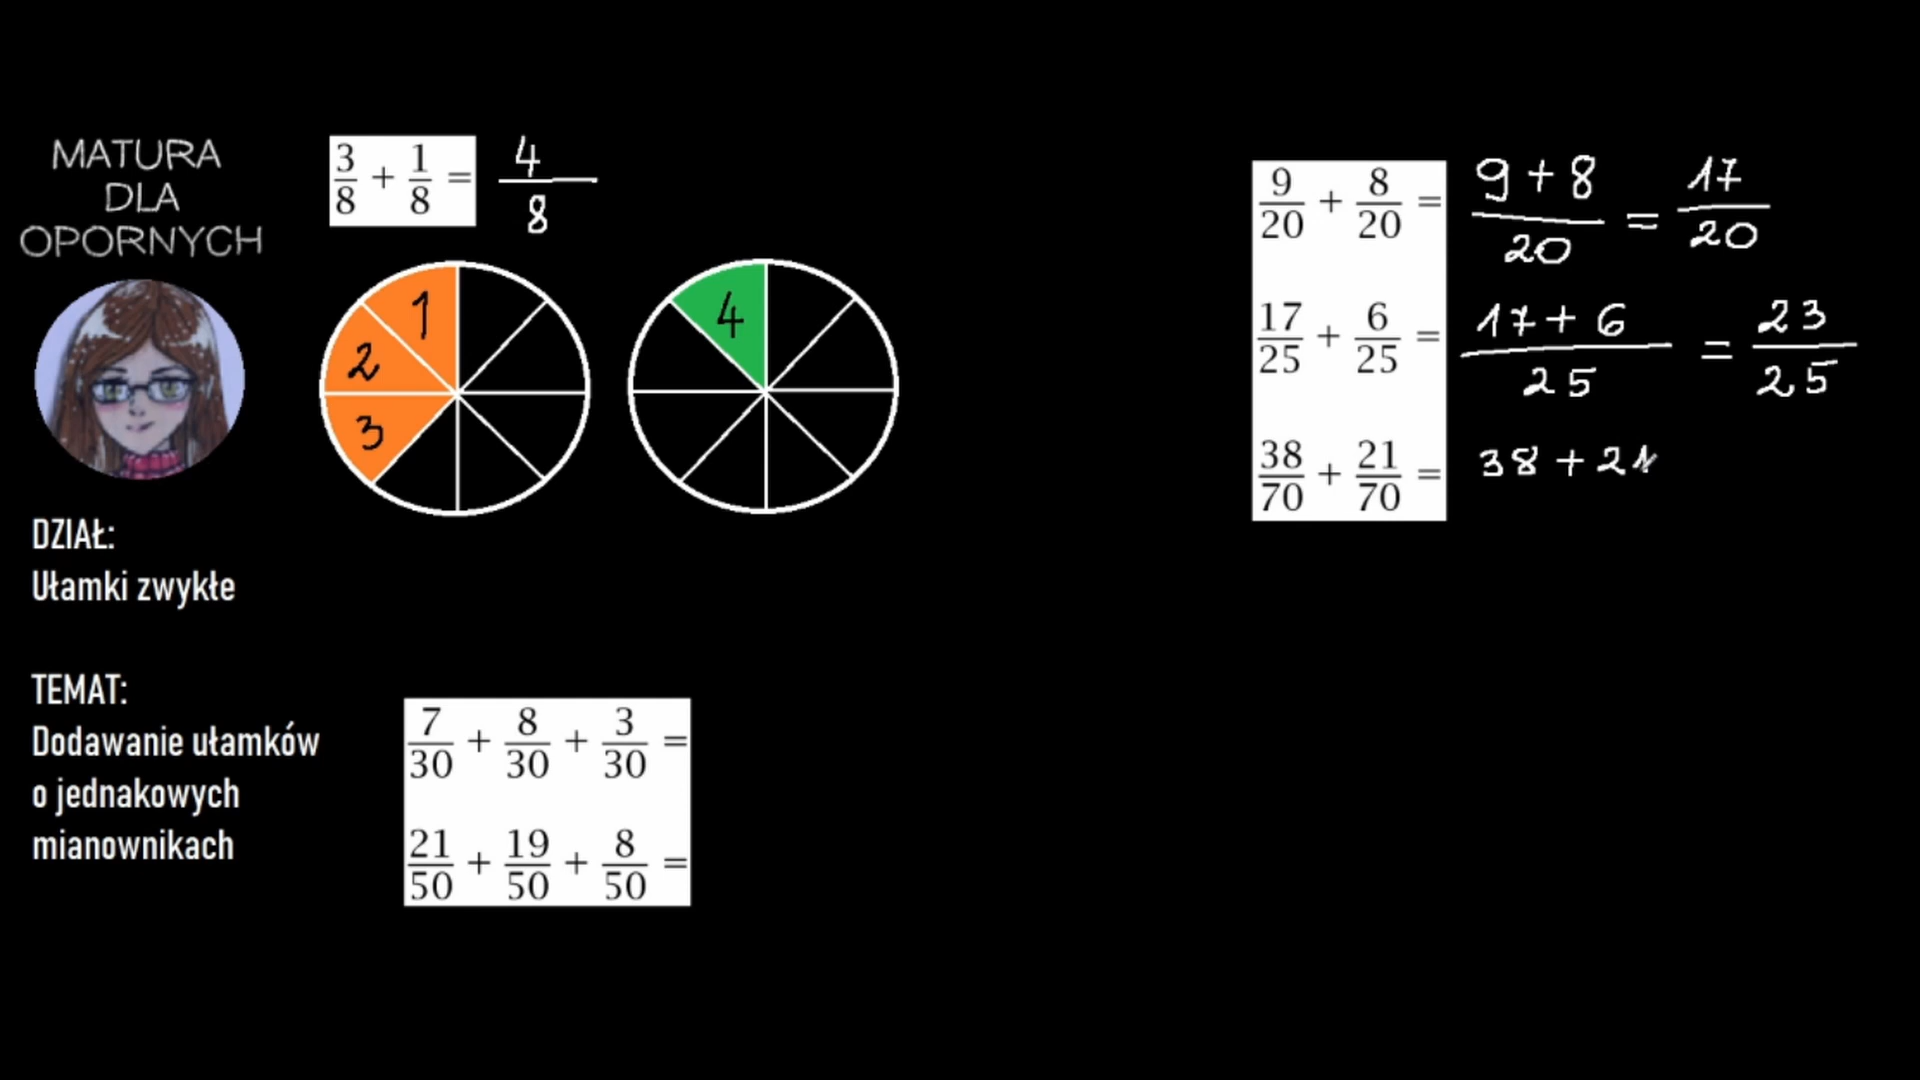 MATURA
DLA
OPORNYCH
DZIAŁ:
Ułamki zwykłe
TEMAT:
Dodawanie ułamków
o jednakowych
mianownikach
3/8 + 1/8 = 4/8
1
2
3
4
7/30 + 8/30 + 3/30 =
21/50 + 19/50 + 8/50 =
9/20 + 8/20 = 9+8/20 = 17/20
17/25 + 6/25 = 17+6/25 = 23/25
38/70 + 21/70 = 38+21